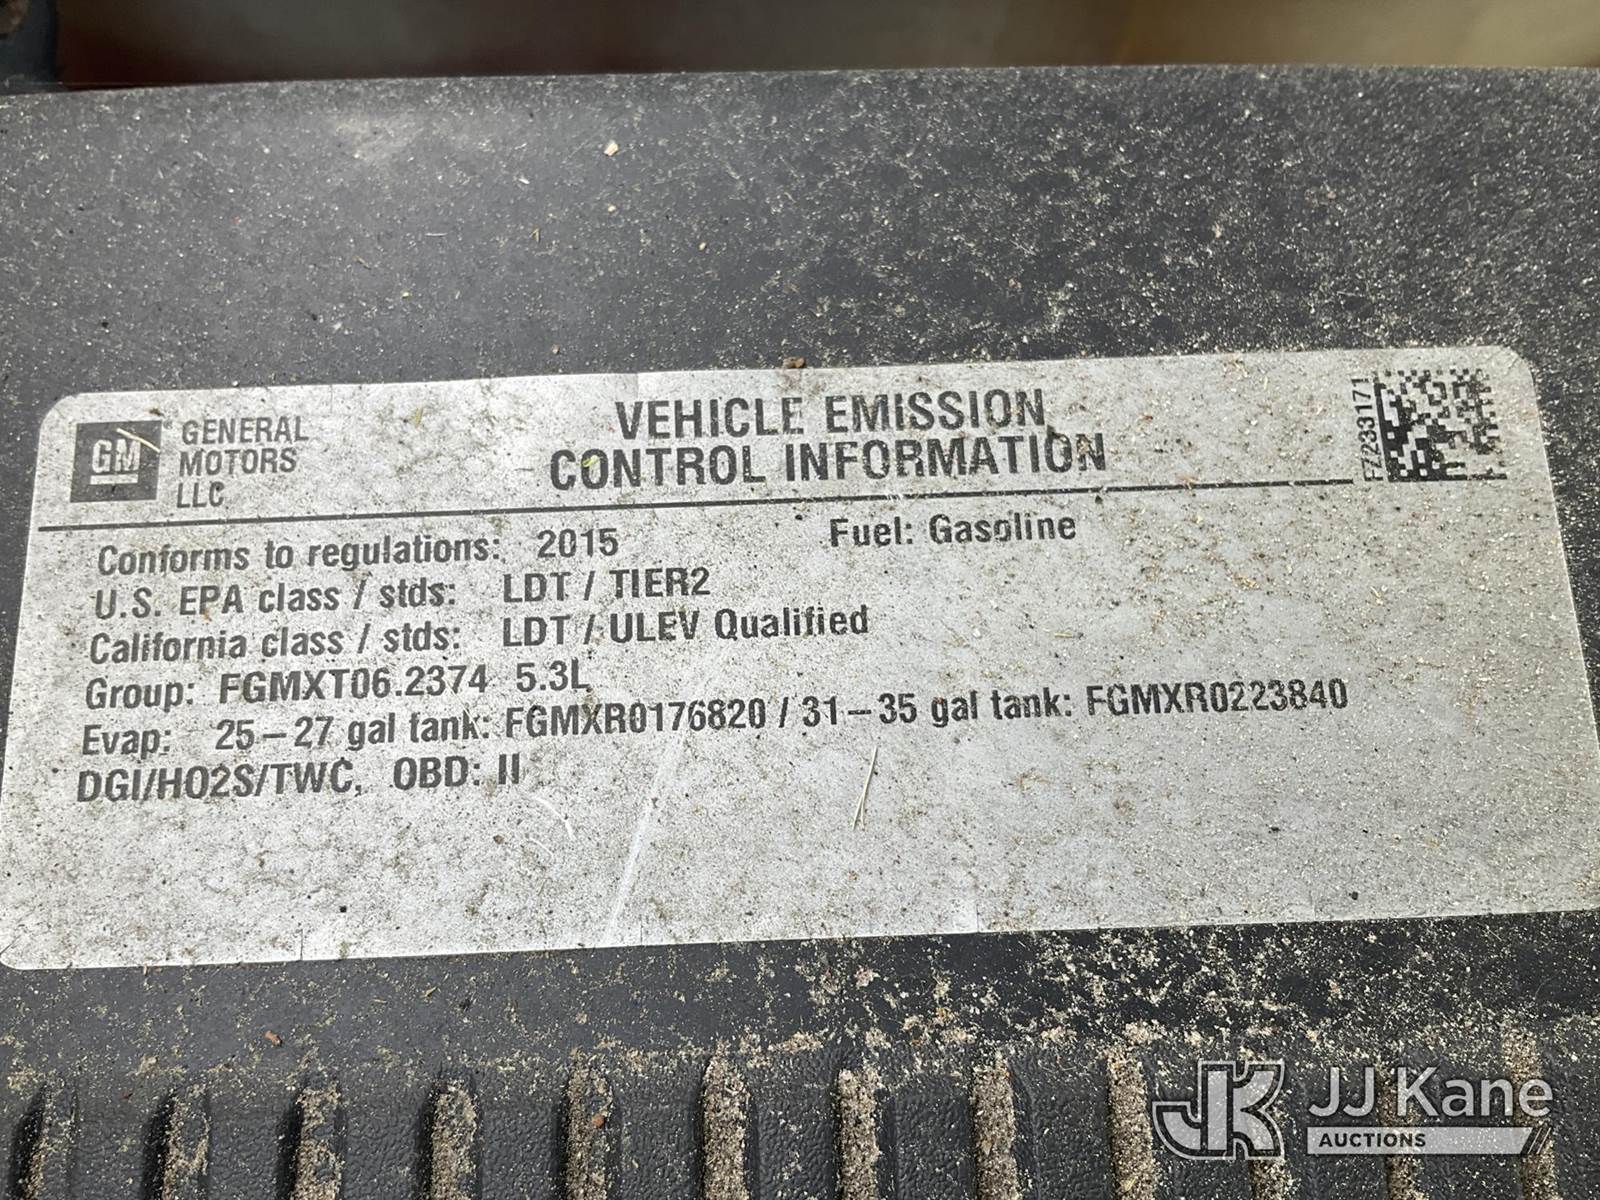 GM
GENERAL
MOTORS
LLC
VEHICLE EMISSION
CONTROL INFORMATION
FZ233171
Conforms to regulations: 2015 Fuel: Gasoline
U.S. EPA class / stds: LDT / TIER2
California class / stds: LDT / ULEV Qualified
Group: FGMXT06.2374 5.3L
Evap: 25-27 gal tank: FGMXR0176820 / 31-35 gal tank: FGMXR0223840
DGI/HO2S/TWC, OBD: II
JK JJ Kane
AUCTIONS